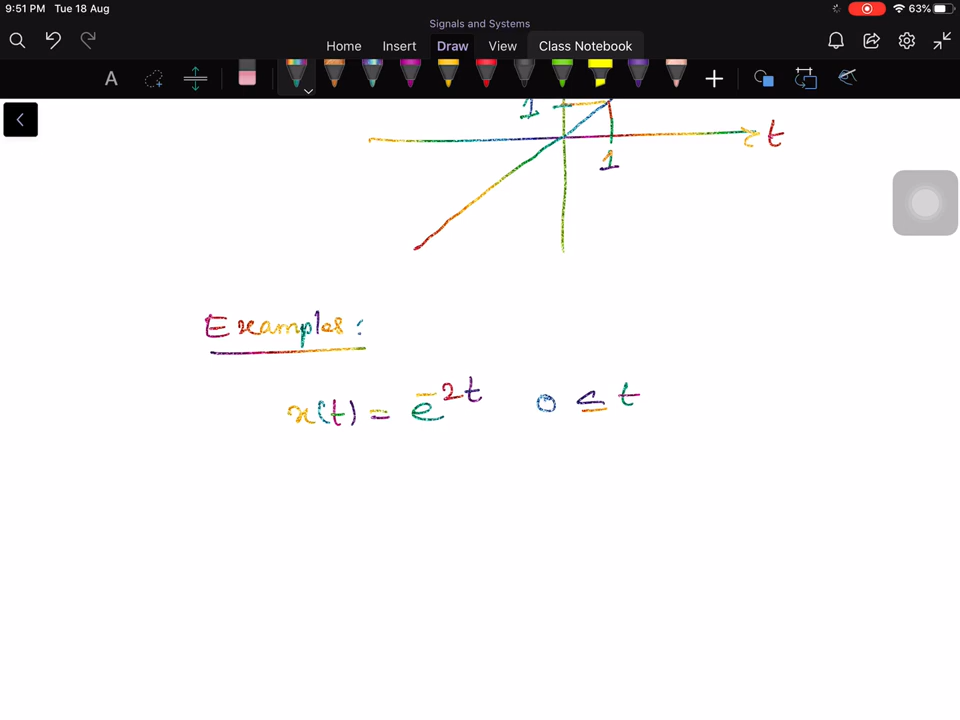 9:51 PM Tue 18 Aug
63%
Signals and Systems
Home Insert Draw View Class Notebook
A
1
t
1
Examples:
x(t) = e^{-2t} 0 ≤ t